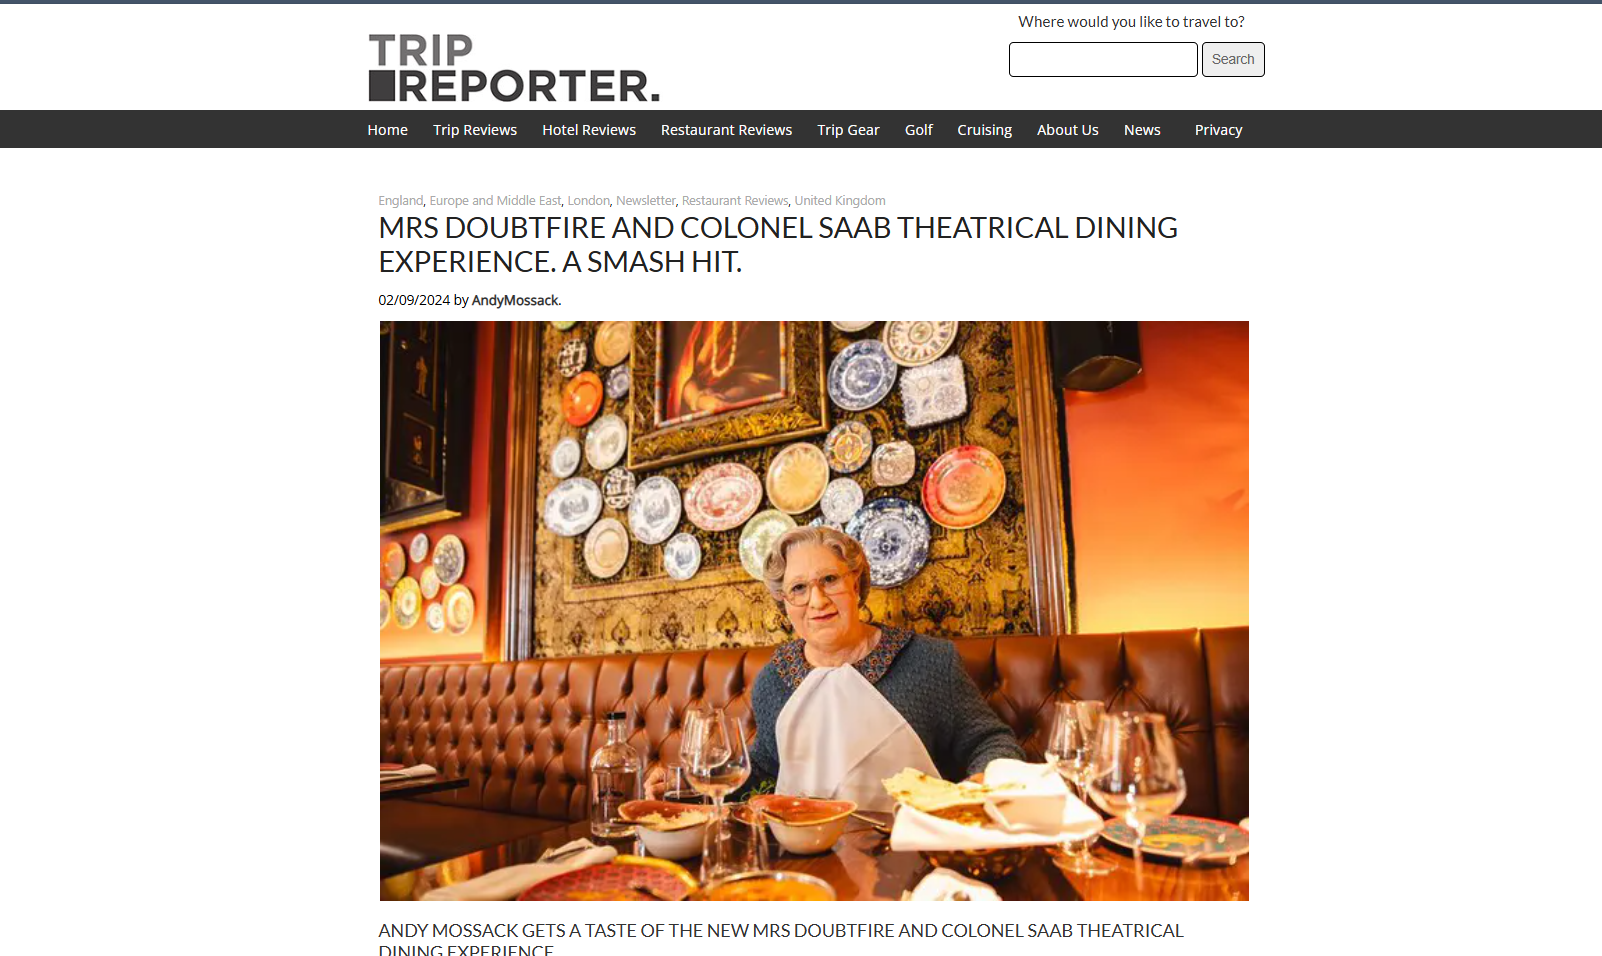 Where would you like to travel to?
TRIP
REPORTER.
Search
Home Trip Reviews Hotel Reviews Restaurant Reviews Trip Gear Golf Cruising About Us News Privacy
England, Europe and Middle East, London, Newsletter, Restaurant Reviews, United Kingdom
MRS DOUBTFIRE AND COLONEL SAAB THEATRICAL DINING
EXPERIENCE. A SMASH HIT.
02/09/2024 by AndyMossack.
ANDY MOSSACK GETS A TASTE OF THE NEW MRS DOUBTFIRE AND COLONEL SAAB THEATRICAL
DINING EXPERIENCE